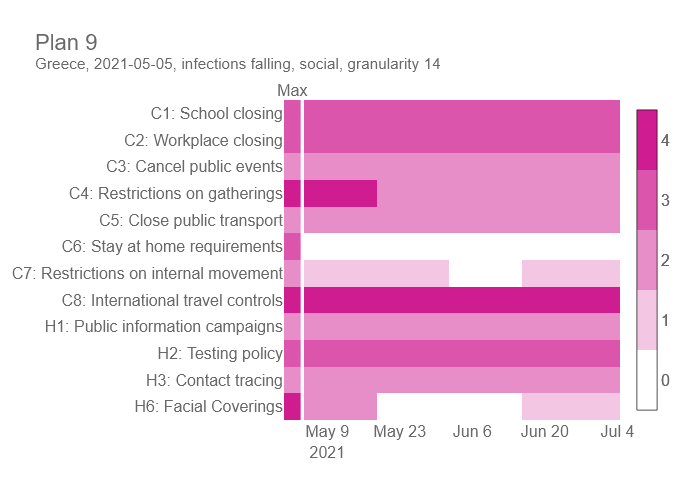 Plan 9
Greece, 2021-05-05, infections falling, social, granularity 14
Max
C1: School closing
C2: Workplace closing
C3: Cancel public events
C4: Restrictions on gatherings
C5: Close public transport
C6: Stay at home requirements
C7: Restrictions on internal movement
C8: International travel controls
H1: Public information campaigns
H2: Testing policy
H3: Contact tracing
H6: Facial Coverings
May 9 May 23 Jun 6 Jun 20 Jul 4
2021
4
3
2
1
0